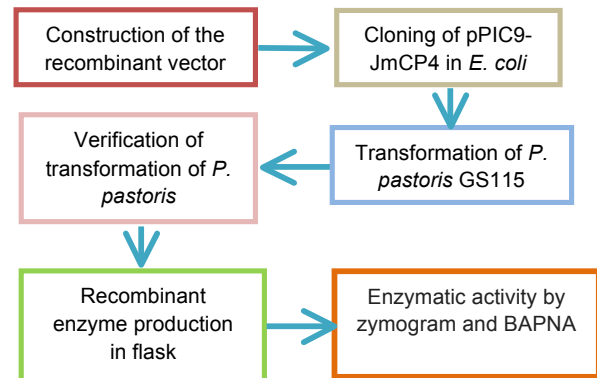 Construction of the
recombinant vector
Cloning of pPIC9-
JmCP4 in E. coli
Transformation of P.
pastoris GS115
Verification of
transformation of P.
pastoris
Recombinant
enzyme production
in flask
Enzymatic activity by
zymogram and BAPNA